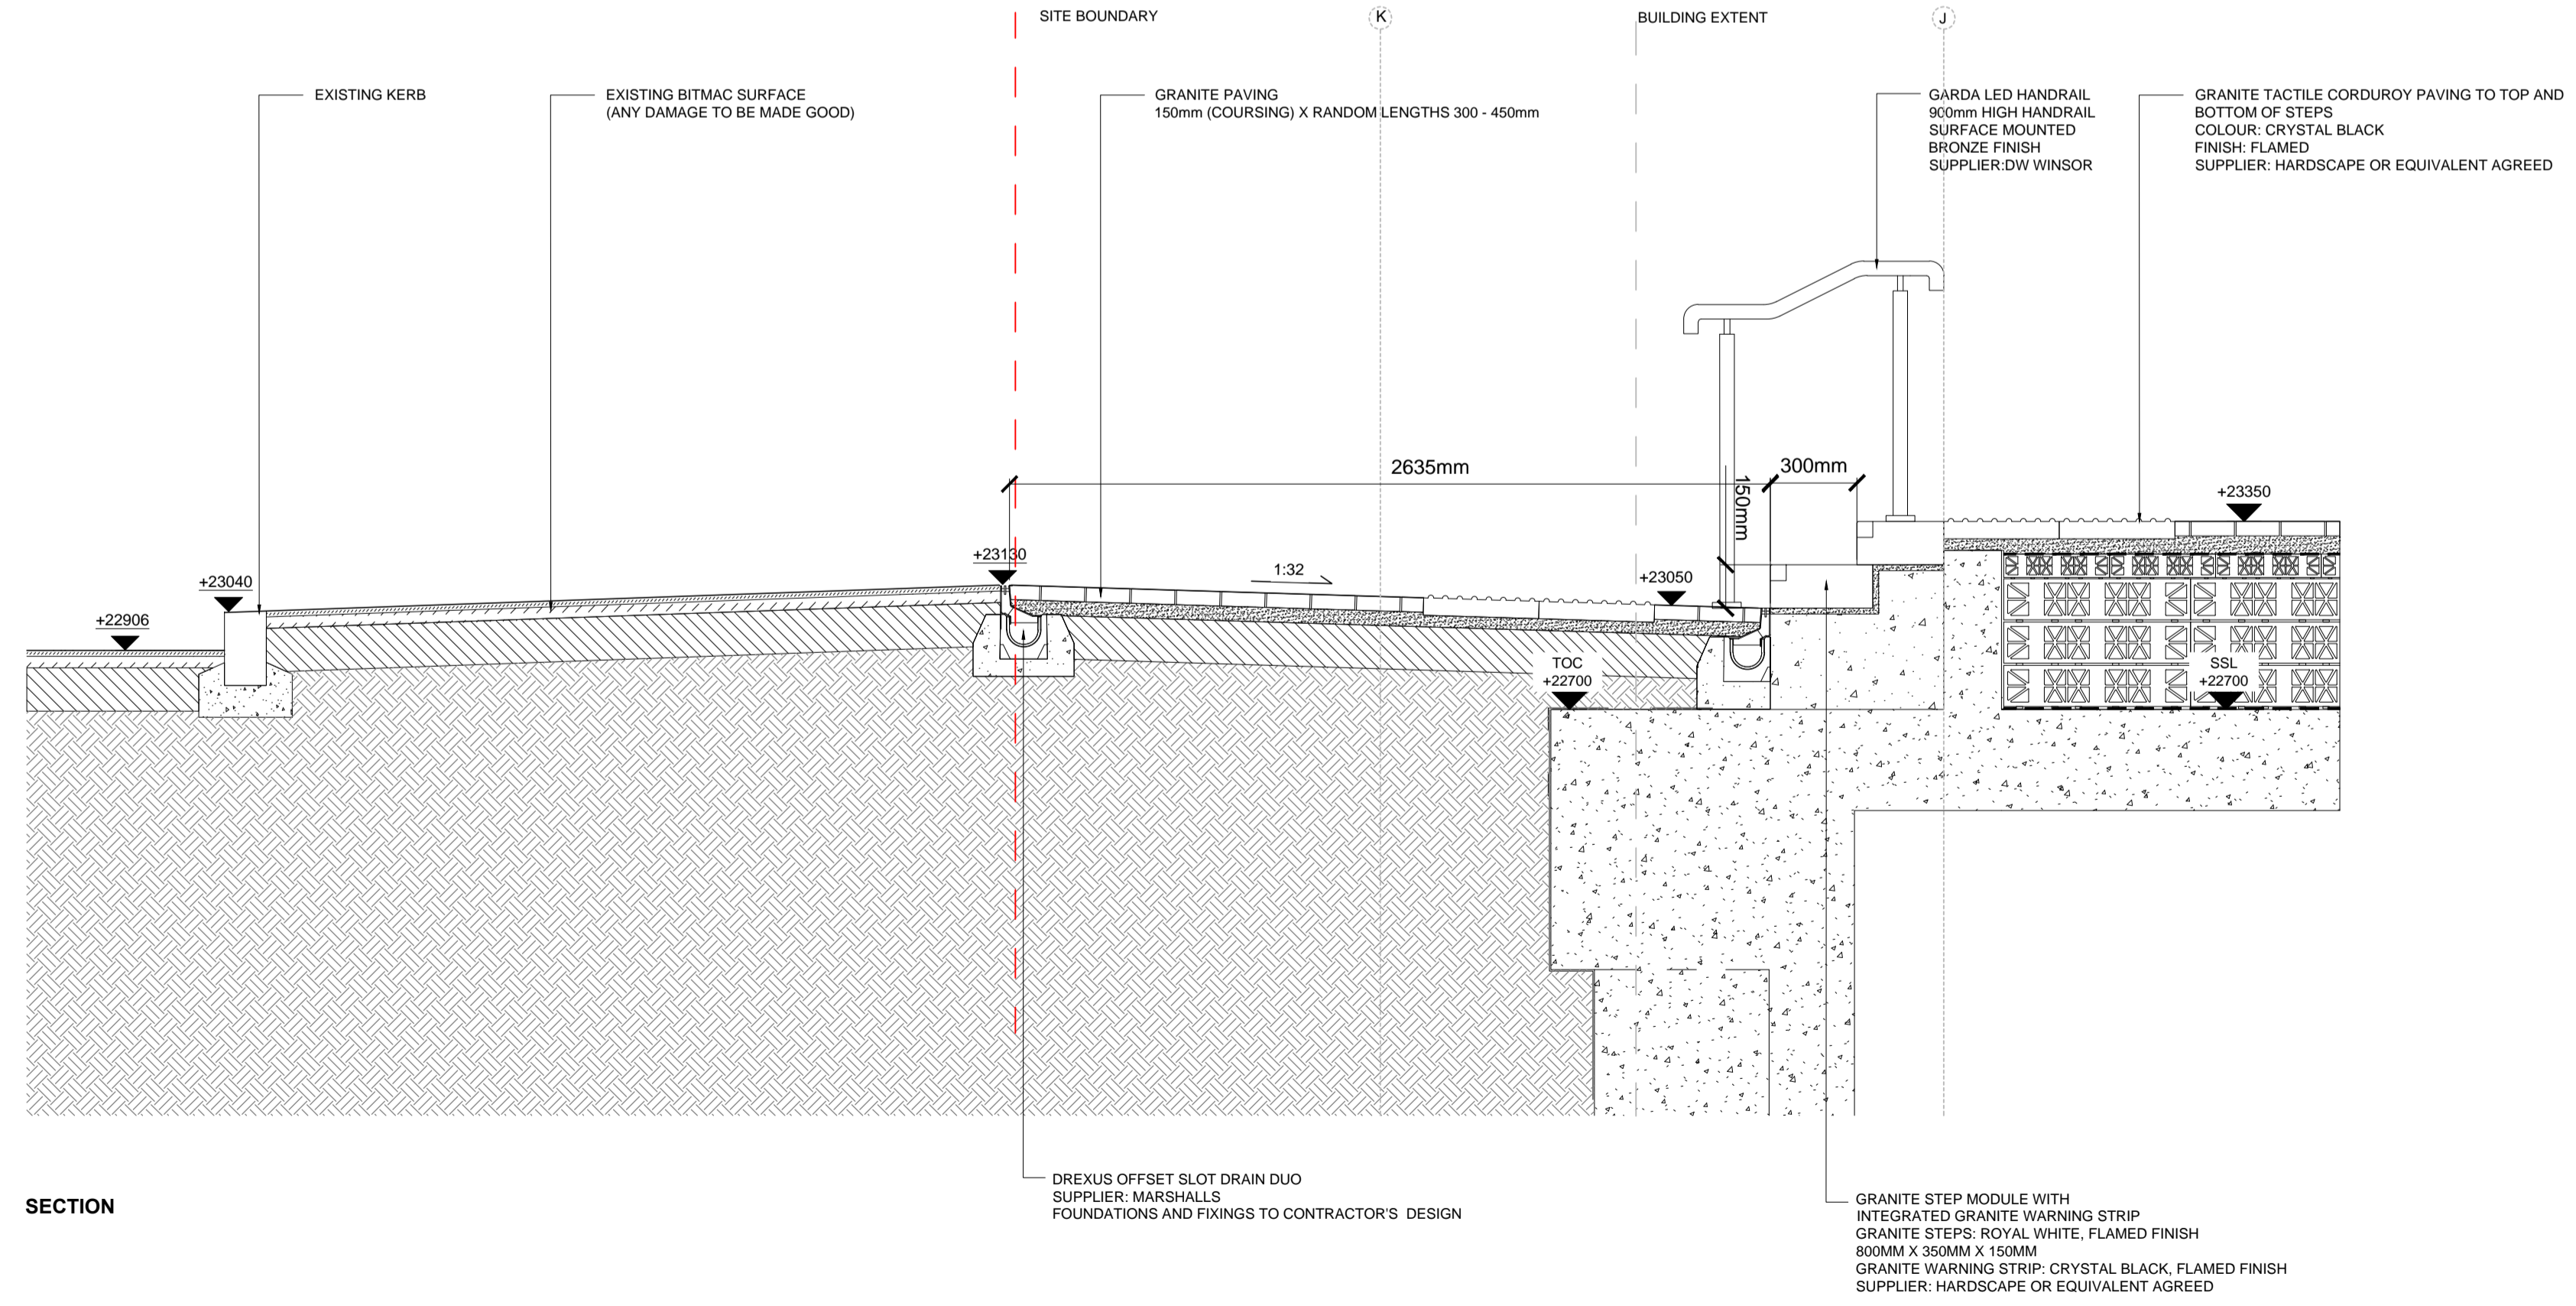 SITE BOUNDARY
K
BUILDING EXTENT
J
EXISTING KERB
EXISTING BITMAC SURFACE
(ANY DAMAGE TO BE MADE GOOD)
GRANITE PAVING
150mm (COURSING) X RANDOM LENGTHS 300 - 450mm
GARDA LED HANDRAIL
900mm HIGH HANDRAIL
SURFACE MOUNTED
BRONZE FINISH
SUPPLIER:DW WINSOR
GRANITE TACTILE CORDUROY PAVING TO TOP AND
BOTTOM OF STEPS
COLOUR: CRYSTAL BLACK
FINISH: FLAMED
SUPPLIER: HARDSCAPE OR EQUIVALENT AGREED
2635mm
300mm
150mm
+23350
+23130
1:32
+23050
+23040
+22906
TOC
+22700
SSL
+22700
DREXUS OFFSET SLOT DRAIN DUO
SUPPLIER: MARSHALLS
FOUNDATIONS AND FIXINGS TO CONTRACTOR'S DESIGN
SECTION
GRANITE STEP MODULE WITH
INTEGRATED GRANITE WARNING STRIP
GRANITE STEPS: ROYAL WHITE, FLAMED FINISH
800MM X 350MM X 150MM
GRANITE WARNING STRIP: CRYSTAL BLACK, FLAMED FINISH
SUPPLIER: HARDSCAPE OR EQUIVALENT AGREED